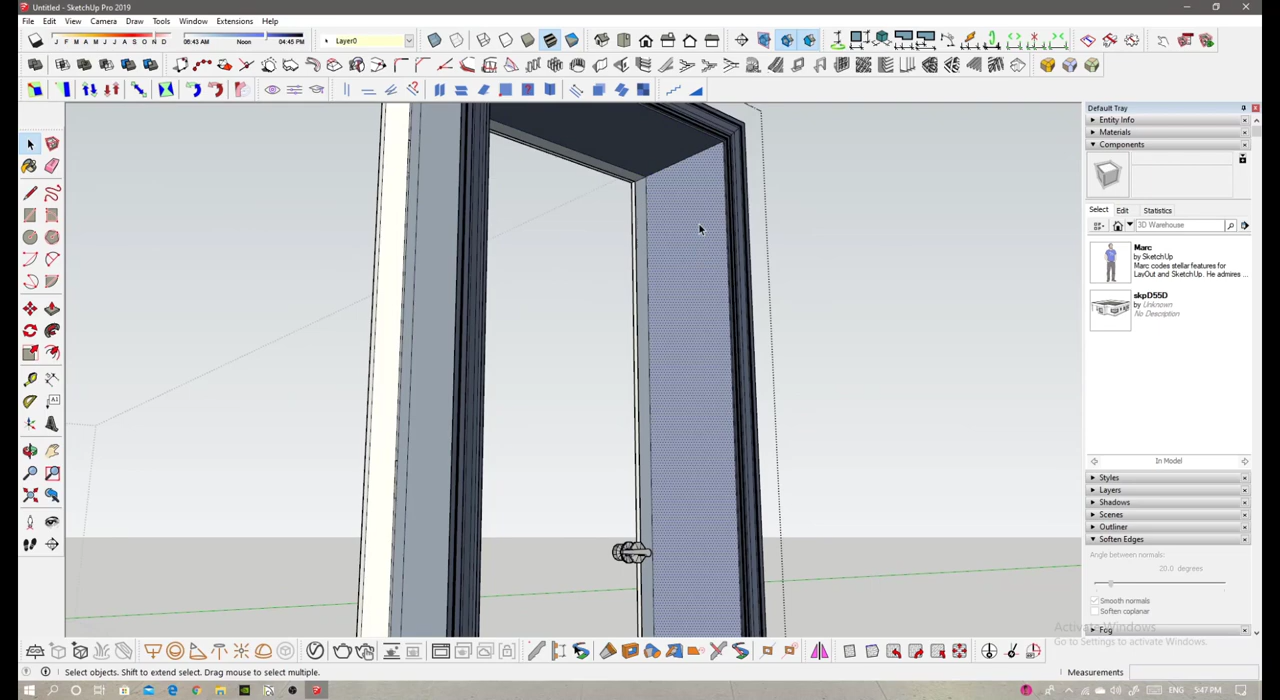 Untitled - SketchUp Pro 2019
File Edit View Camera Draw Tools Window Extensions Help
J F M A M J J A S O N D 06:43 AM Noon 04:45 PM Layer0
Default Tray
Entity Info
Materials
Components
Select Edit Statistics
3D Warehouse
Marc
by SketchUp
Marc codes stellar features for
LayOut and SketchUp. He admires ...
skpD55D
by Unknown
No Description
In Model
Styles
Layers
Shadows
Scenes
Outliner
Soften Edges
Angle between normals:
20.0 degrees
Smooth normals
Soften coplanar
Fog
Activate Windows
Go to Settings to activate Windows.
Select objects. Shift to extend select. Drag mouse to select multiple.
Measurements
ENG 5:47 PM